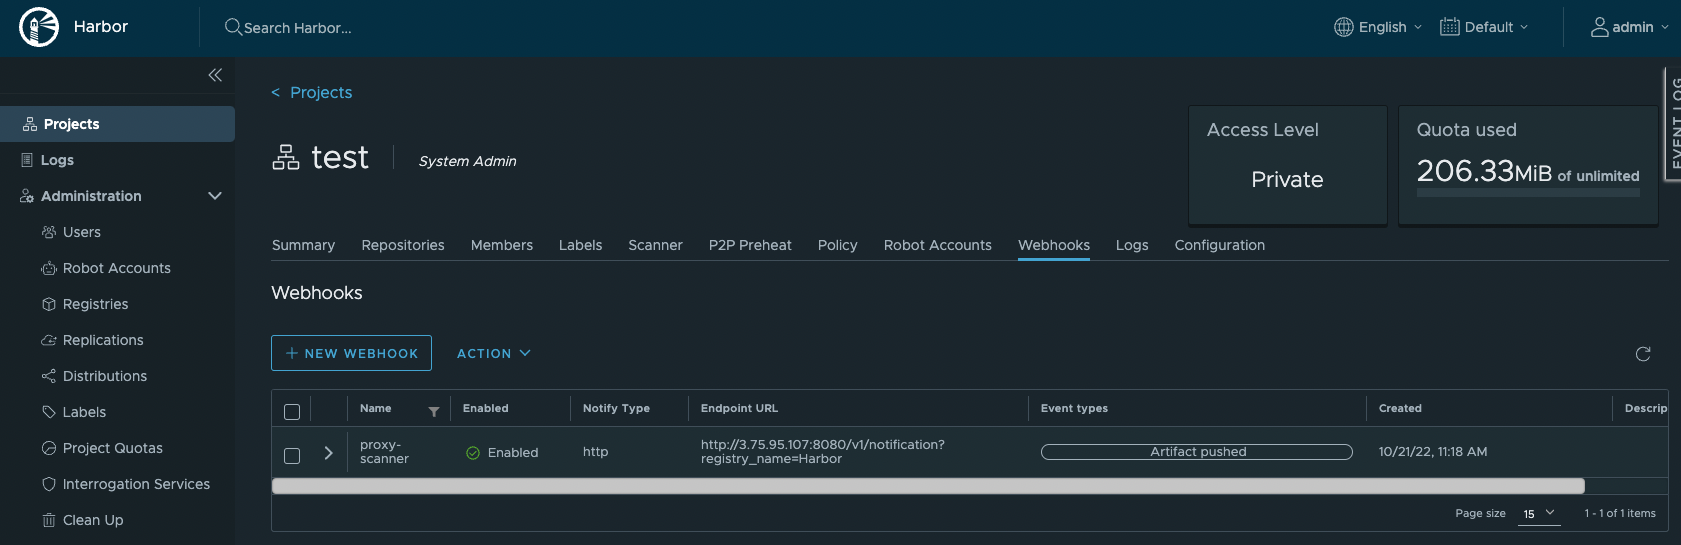 Harbor
Search Harbor...
English
Default
admin
EVENT LOG
Projects
Logs
Administration
Users
Robot Accounts
Registries
Replications
Distributions
Labels
Project Quotas
Interrogation Services
Clean Up
< Projects
test
System Admin
Access Level
Private
Quota used
206.33MiB of unlimited
Summary Repositories Members Labels Scanner P2P Preheat Policy Robot Accounts Webhooks Logs Configuration
Webhooks
+ NEW WEBHOOK ACTION
Name Enabled Notify Type Endpoint URL Event types Created Descrip
proxy-
scanner
Enabled
http
http://3.75.95.107:8080/v1/notification?
registry_name=Harbor
Artifact pushed
10/21/22, 11:18 AM
Page size 15 1 - 1 of 1 items